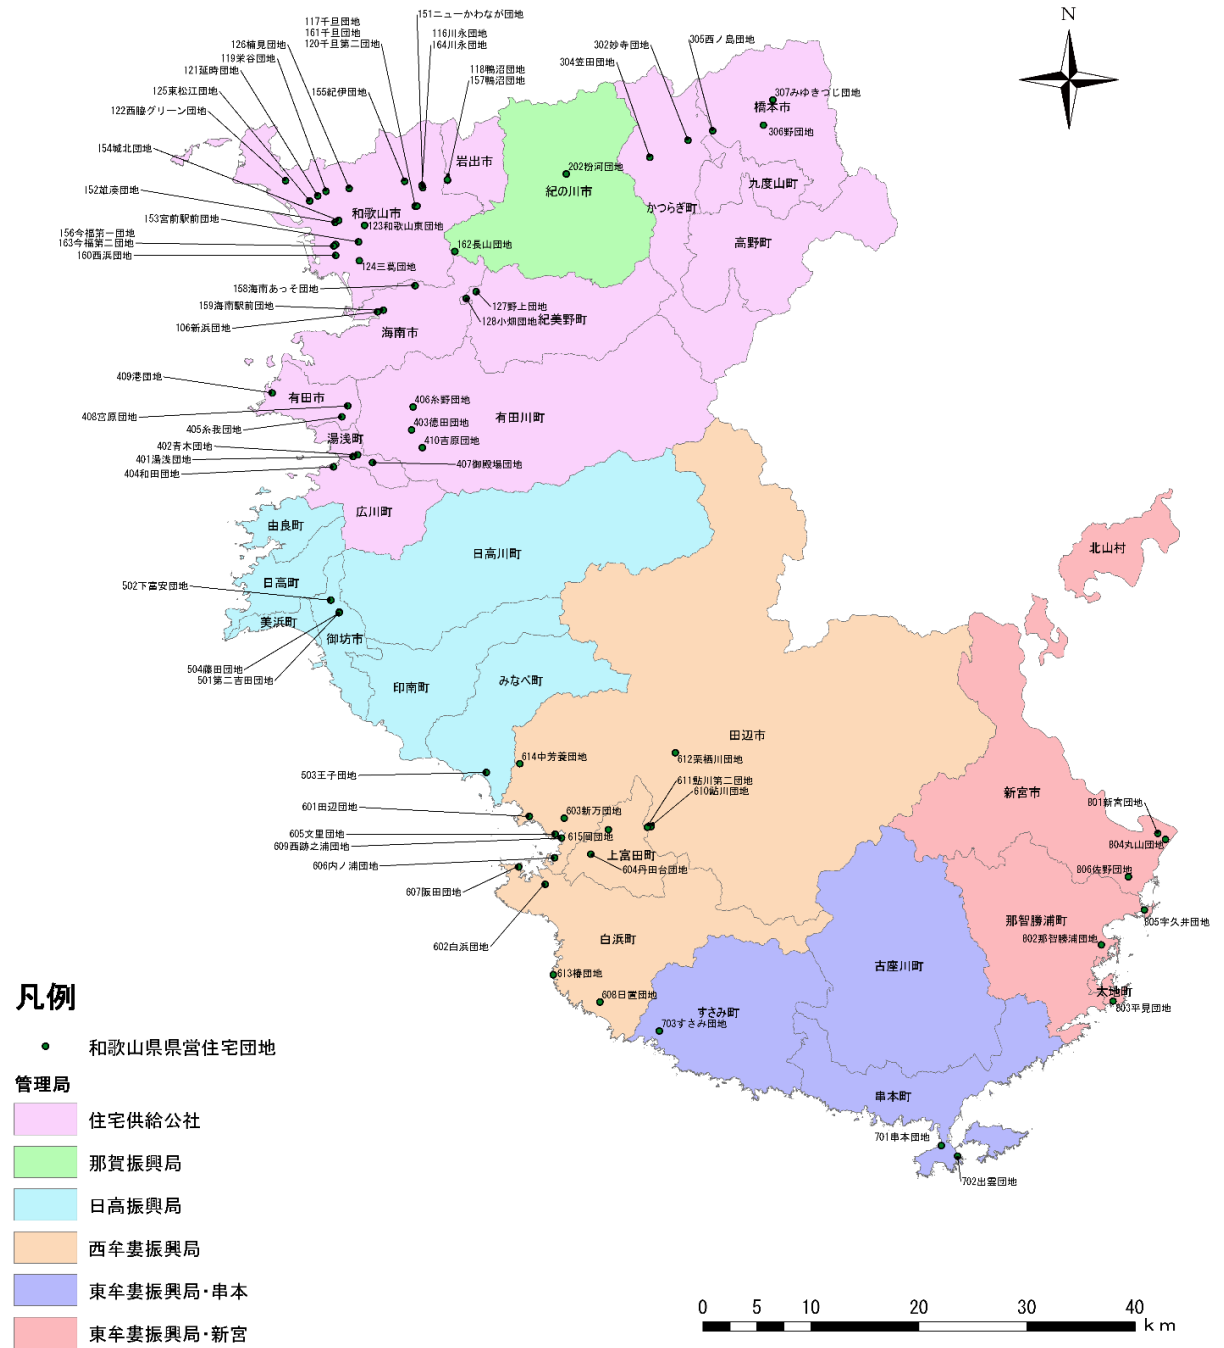 N
151ニューかわなが団地
117千旦団地
161千旦団地
120千旦第二団地
116川永団地
164川永団地
126楠見団地
119栄谷団地
121延時団地
125東松江団地
122西脇グリーン団地
155紀伊団地
118鴨沼団地
157鴨沼団地
302妙寺団地
304笠田団地
305西ノ島団地
307みゆきつじ団地
橋本市
306野団地
岩出市
202粉河団地
紀の川市
九度山町
かつらぎ町
高野町
154城北団地
152雄湊団地
和歌山市
153宮前駅前団地
123和歌山東団地
156今福第一団地
163今福第二団地
160西浜団地
124三葛団地
162長山団地
158海南あっそ団地
159海南駅前団地
106新浜団地
127野上団地
128小畑団地
紀美野町
海南市
409港団地
有田市
408宮原団地
405糸我団地
406糸野団地
403徳田団地
有田川町
410吉原団地
湯浅町
402青木団地
401湯浅団地
404和田団地
407御殿場団地
広川町
由良町
日高川町
北山村
日高町
502下富安団地
美浜町
御坊市
504藤田団地
501第二吉田団地
印南町
みなべ町
田辺市
614中芳養団地
612栗栖川団地
503王子団地
611鮎川第二団地
610鮎川団地
601田辺団地
603新万団地
605文里団地
615岡団地
609西跡之浦団地
上富田町
606内ノ浦団地
604丹田台団地
607阪田団地
新宮市
801新宮団地
804丸山団地
806佐野団地
那智勝浦町
805宇久井団地
802那智勝浦団地
太地町
803平見団地
白浜町
602白浜団地
613椿団地
608日置団地
古座川町
すさみ町
703すさみ団地
串本町
701串本団地
702出雲団地
凡例
和歌山県県営住宅団地
管理局
住宅供給公社
那賀振興局
日高振興局
西牟婁振興局
東牟婁振興局・串本
東牟婁振興局・新宮
0 5 10 20 30 40
km